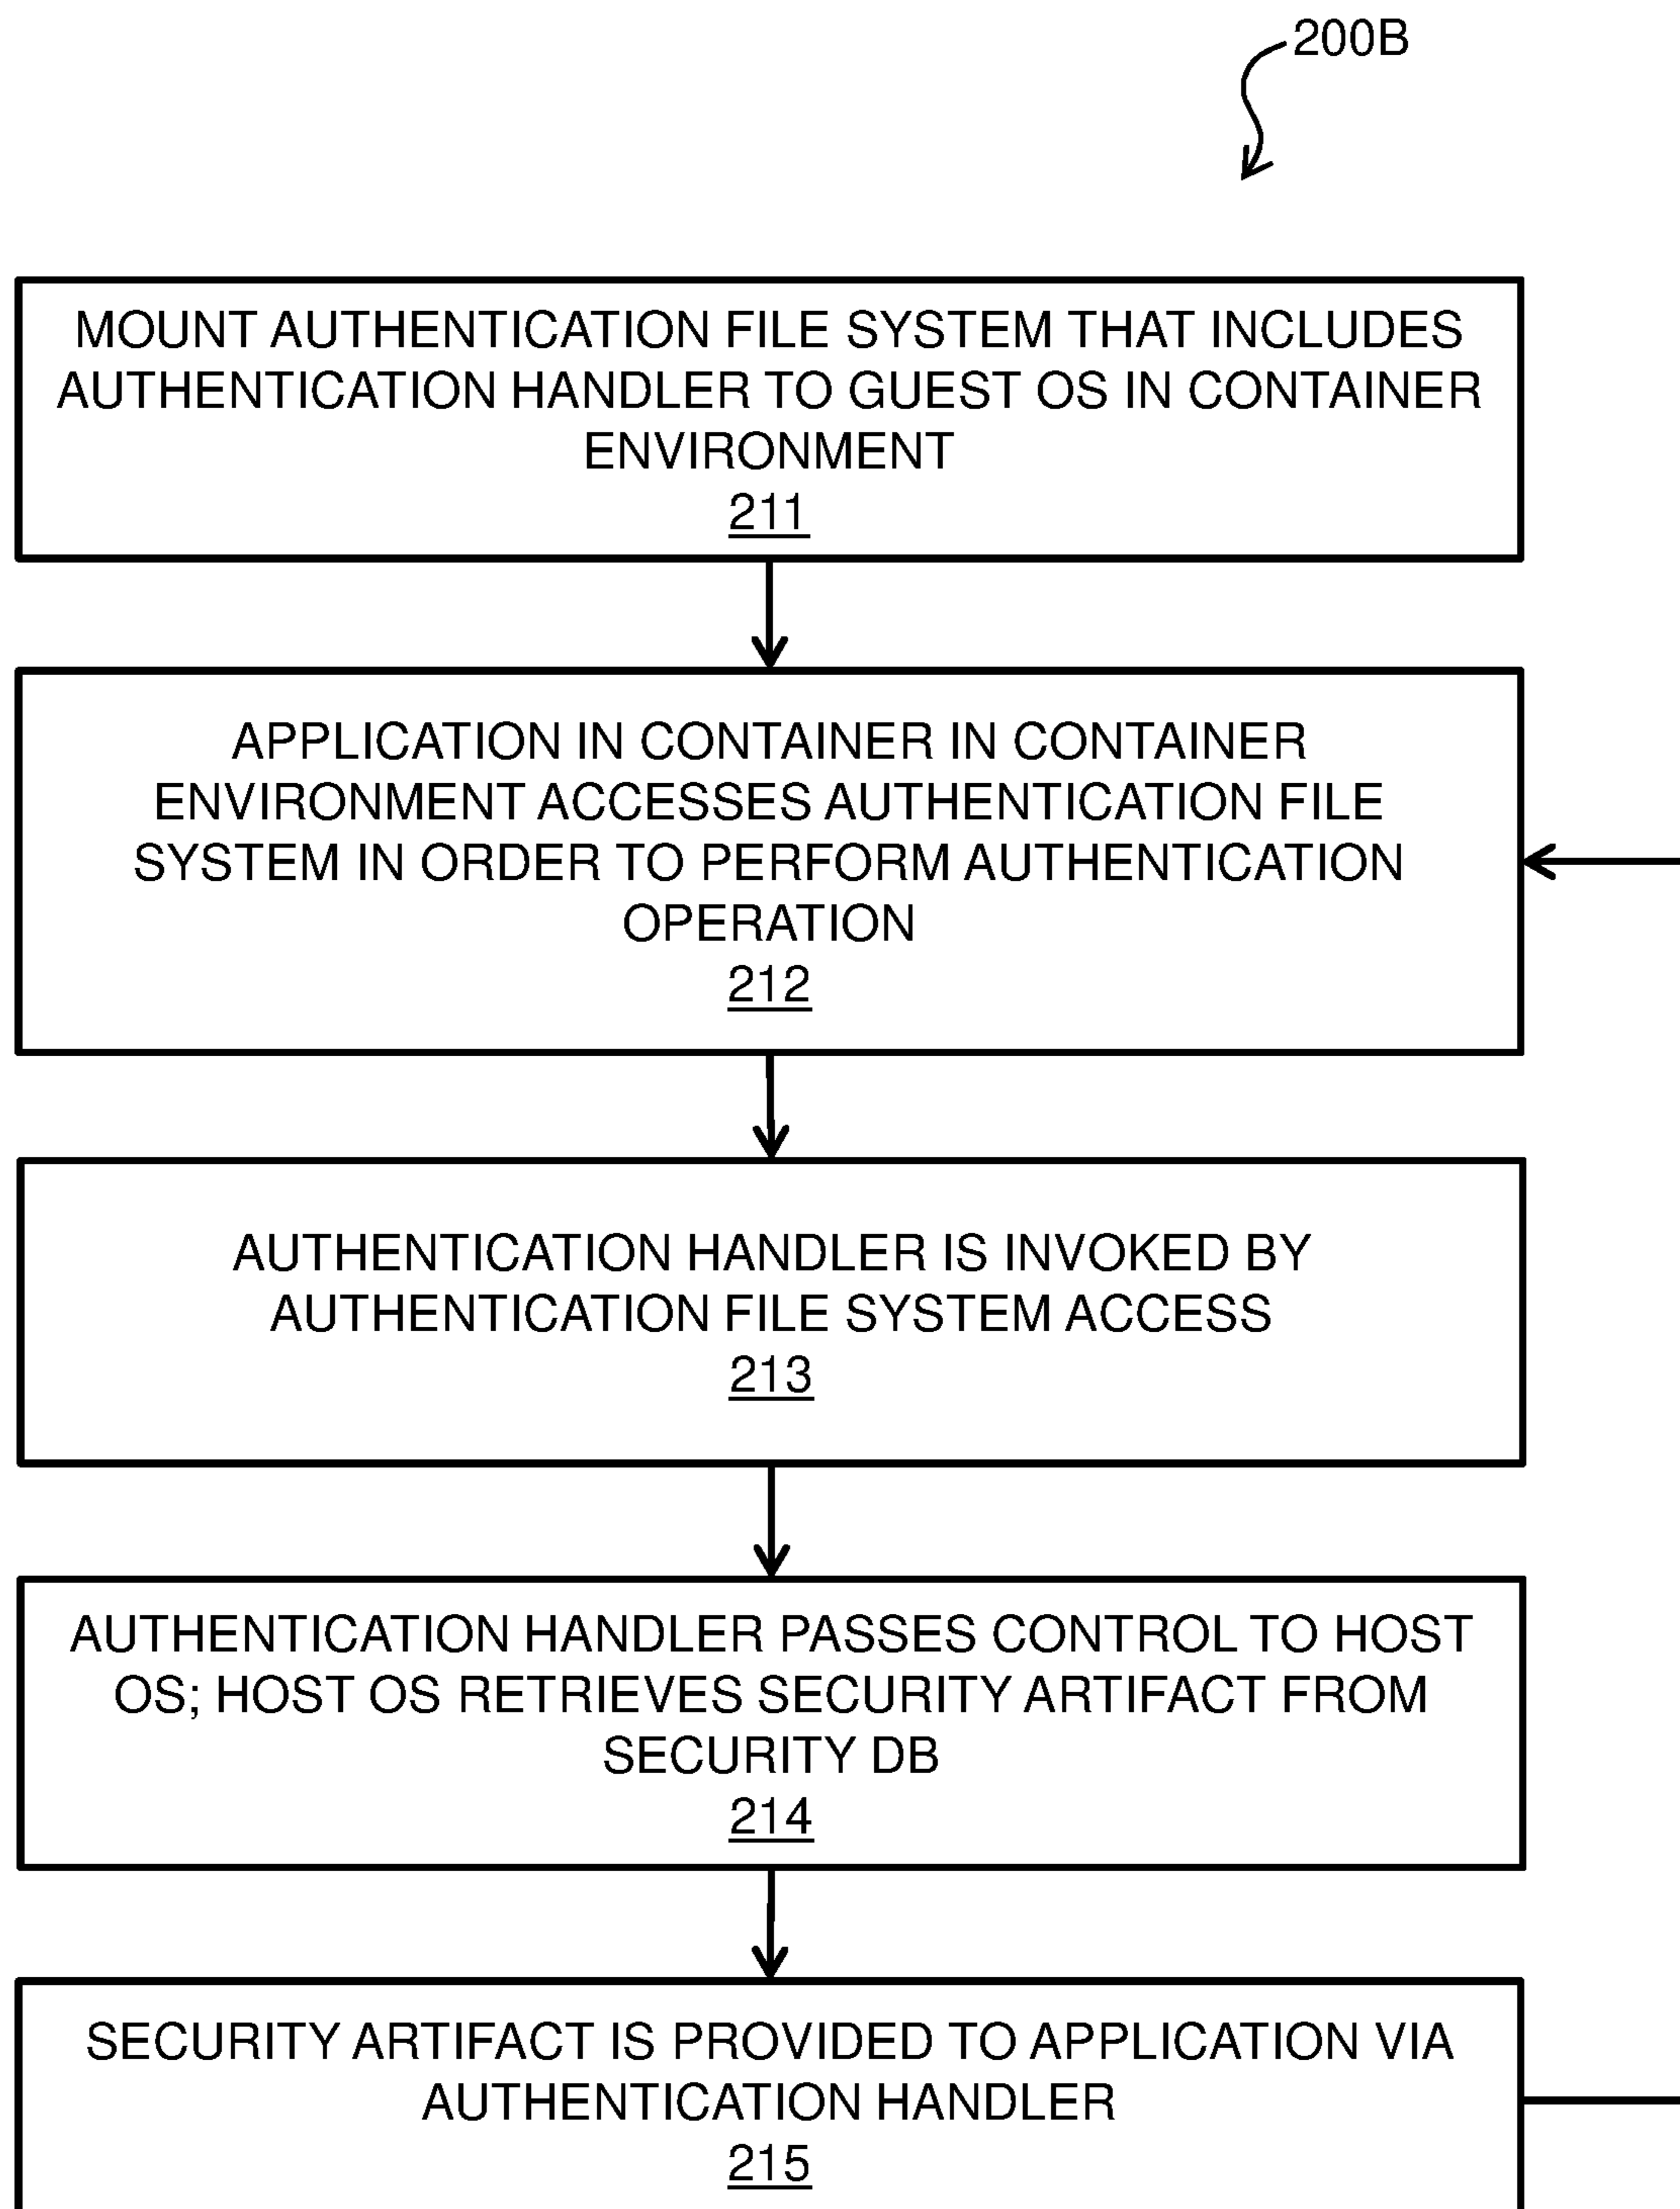 200B
MOUNT AUTHENTICATION FILE SYSTEM THAT INCLUDES
AUTHENTICATION HANDLER TO GUEST OS IN CONTAINER
ENVIRONMENT
211
APPLICATION IN CONTAINER IN CONTAINER
ENVIRONMENT ACCESSES AUTHENTICATION FILE
SYSTEM IN ORDER TO PERFORM AUTHENTICATION
OPERATION
212
AUTHENTICATION HANDLER IS INVOKED BY
AUTHENTICATION FILE SYSTEM ACCESS
213
AUTHENTICATION HANDLER PASSES CONTROL TO HOST
OS; HOST OS RETRIEVES SECURITY ARTIFACT FROM
SECURITY DB
214
SECURITY ARTIFACT IS PROVIDED TO APPLICATION VIA
AUTHENTICATION HANDLER
215